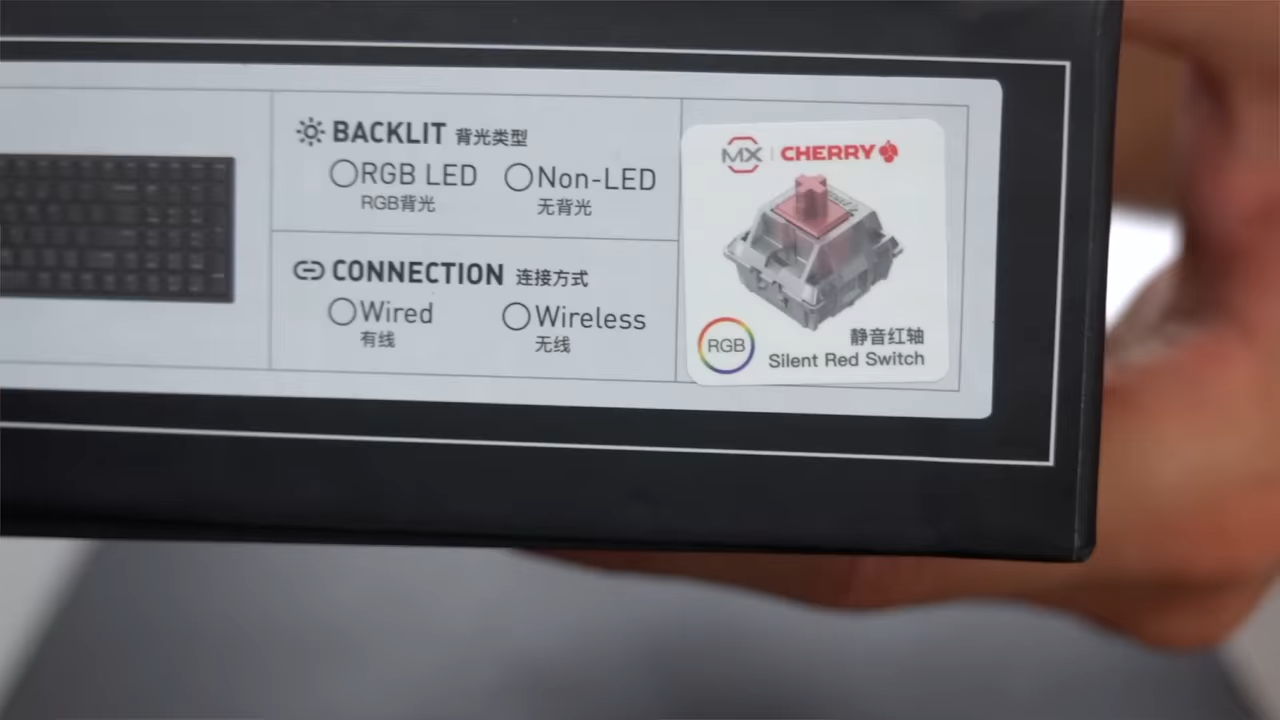 BACKLIT 背光类型
RGB LED Non-LED
RGB背光 无背光
CONNECTION 连接方式
Wired Wireless
有线 无线
MX | CHERRY
RGB
静音红轴
Silent Red Switch